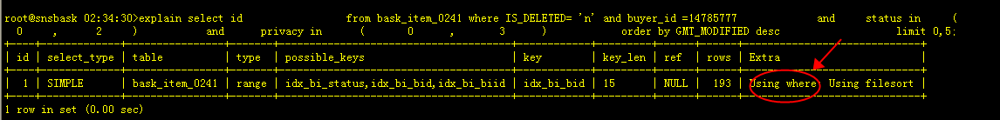 root@snsbask 02:34:30>explain select id                    from bask_item_0241 where IS_DELETED= 'n' and buyer_id =14785777            and     status in     (
  0    ,     2    )          and      privacy in     (      0     ,      3     )            order by GMT_MODIFIED desc                  limit 0,5;
+----+-------------+----------------+-------+------------------------------------+------------+---------+------+------+-----------------------------+
| id | select_type | table          | type  | possible_keys                      | key        | key_len | ref  | rows | Extra                       |
+----+-------------+----------------+-------+------------------------------------+------------+---------+------+------+-----------------------------+
|  1 | SIMPLE      | bask_item_0241 | range | idx_bi_status,idx_bi_bid,idx_bi_biid | idx_bi_bid | 15      | NULL |  193 | Using where; Using filesort |
+----+-------------+----------------+-------+------------------------------------+------------+---------+------+------+-----------------------------+
1 row in set (0.00 sec)